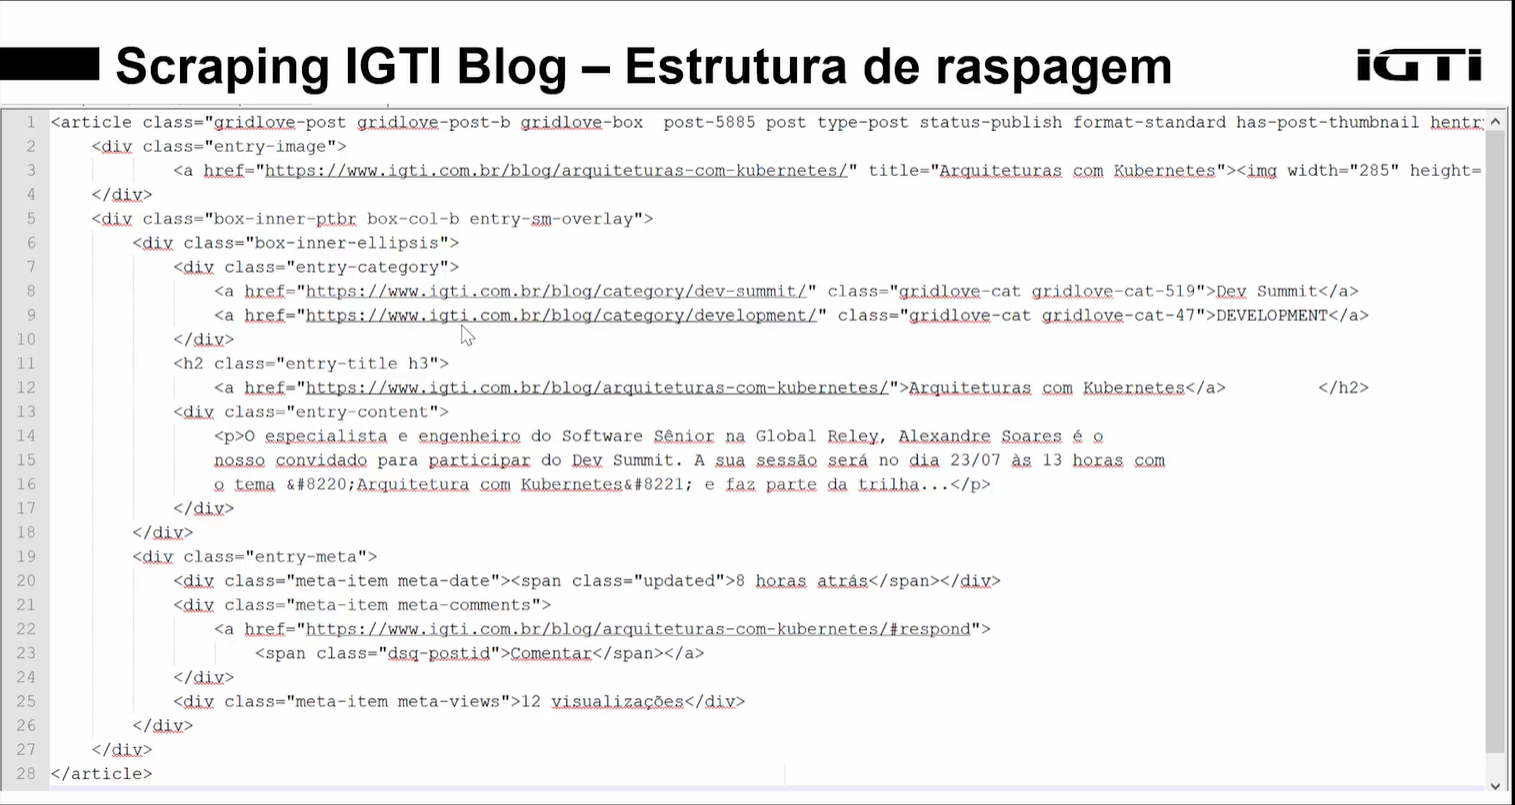 Scraping IGTI Blog – Estrutura de raspagem
iGTi
1 <article class="gridlove-post gridlove-post-b gridlove-box  post-5885 post type-post status-publish format-standard has-post-thumbnail hentry
2 <div class="entry-image">
3 <a href="https://www.igti.com.br/blog/arquiteturas-com-kubernetes/" title="Arquiteturas com Kubernetes"><img width="285" height=
4 </div>
5 <div class="box-inner-ptbr box-col-b entry-sm-overlay">
6 <div class="box-inner-ellipsis">
7 <div class="entry-category">
8 <a href="https://www.igti.com.br/blog/category/dev-summit/" class="gridlove-cat gridlove-cat-519">Dev Summit</a>
9 <a href="https://www.igti.com.br/blog/category/development/" class="gridlove-cat gridlove-cat-47">DEVELOPMENT</a>
10 </div>
11 <h2 class="entry-title h3">
12 <a href="https://www.igti.com.br/blog/arquiteturas-com-kubernetes/">Arquiteturas com Kubernetes</a>         </h2>
13 <div class="entry-content">
14 <p>O especialista e engenheiro do Software Sênior na Global Reley, Alexandre Soares é o
15 nosso convidado para participar do Dev Summit. A sua sessão será no dia 23/07 às 13 horas com
16 o tema &#8220;Arquitetura com Kubernetes&#8221; e faz parte da trilha...</p>
17 </div>
18 </div>
19 <div class="entry-meta">
20 <div class="meta-item meta-date"><span class="updated">8 horas atrás</span></div>
21 <div class="meta-item meta-comments">
22 <a href="https://www.igti.com.br/blog/arquiteturas-com-kubernetes/#respond">
23 <span class="dsq-postid">Comentar</span></a>
24 </div>
25 <div class="meta-item meta-views">12 visualizações</div>
26 </div>
27 </div>
28 </article>